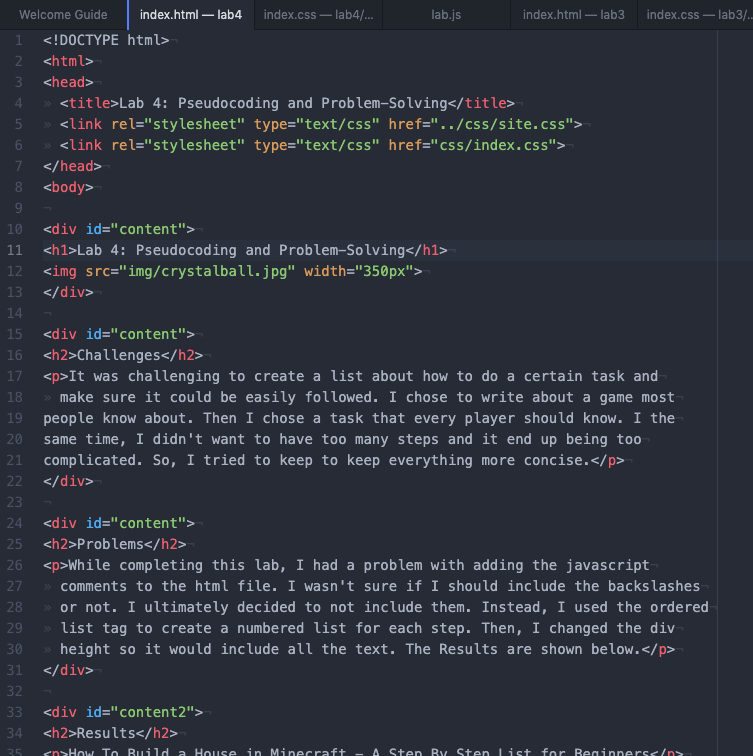 Welcome Guide index.html — lab4 index.css — lab4/... lab.js index.html — lab3 index.css — lab3/...
1 <!DOCTYPE html>
2 <html>
3 <head>
4 <title>Lab 4: Pseudocoding and Problem-Solving</title>
5 <link rel="stylesheet" type="text/css" href="../css/site.css">
6 <link rel="stylesheet" type="text/css" href="css/index.css">
7 </head>
8 <body>
9
10 <div id="content">
11 <h1>Lab 4: Pseudocoding and Problem-Solving</h1>
12 <img src="img/crystalball.jpg" width="350px">
13 </div>
14
15 <div id="content">
16 <h2>Challenges</h2>
17 <p>It was challenging to create a list about how to do a certain task and
18 make sure it could be easily followed. I chose to write about a game most
19 people know about. Then I chose a task that every player should know. I the
20 same time, I didn't want to have too many steps and it end up being too
21 complicated. So, I tried to keep to keep everything more concise.</p>
22 </div>
23
24 <div id="content">
25 <h2>Problems</h2>
26 <p>While completing this lab, I had a problem with adding the javascript
27 comments to the html file. I wasn't sure if I should include the backslashes
28 or not. I ultimately decided to not include them. Instead, I used the ordered
29 list tag to create a numbered list for each step. Then, I changed the div
30 height so it would include all the text. The Results are shown below.</p>
31 </div>
32
33 <div id="content2">
34 <h2>Results</h2>
35 <p>How To Build a House in Minecraft - A Step By Step List for Beginners</p>